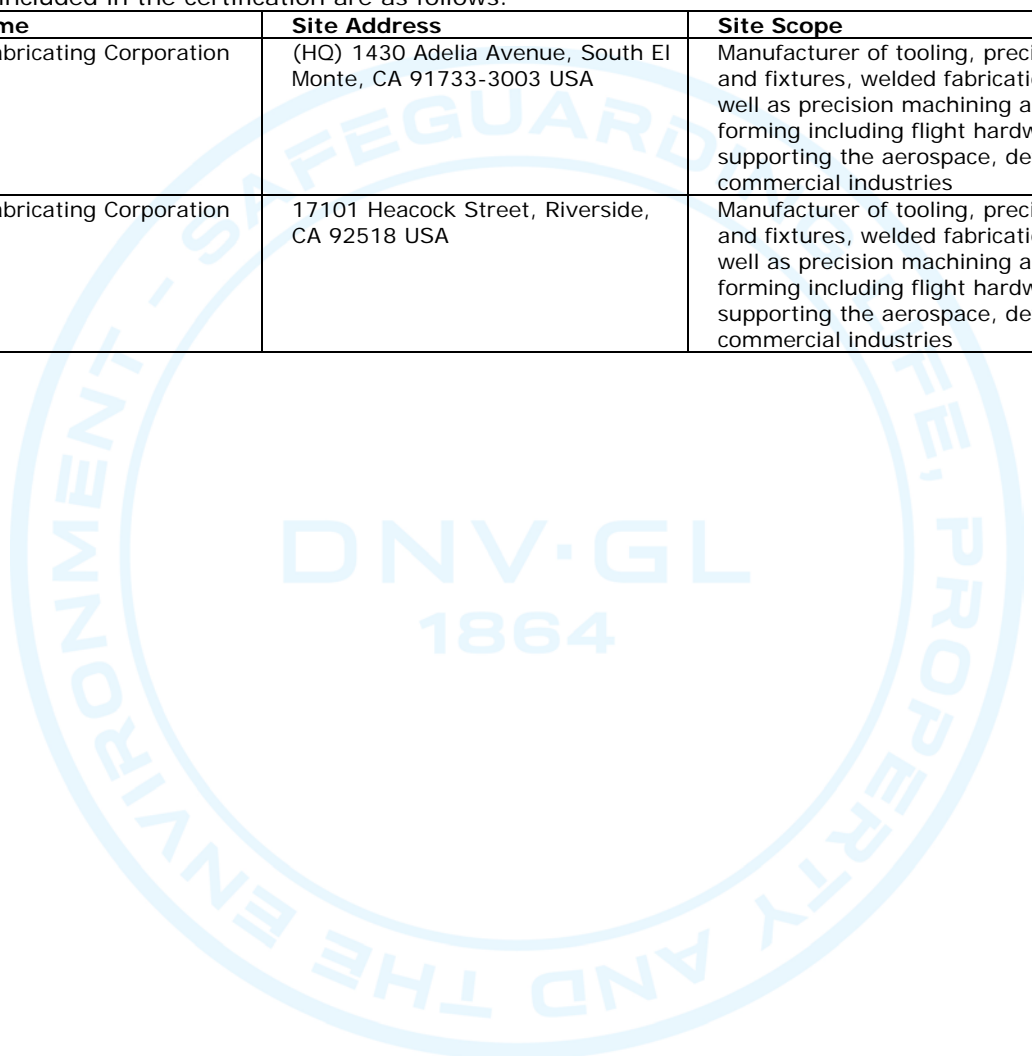 included in the certification are as follows:
me Site Address Site Scope
abricating Corporation (HQ) 1430 Adelia Avenue, South El Manufacturer of tooling, preci
Monte, CA 91733-3003 USA and fixtures, welded fabricati
well as precision machining a
forming including flight hardw
supporting the aerospace, de
commercial industries
abricating Corporation 17101 Heacock Street, Riverside, Manufacturer of tooling, preci
CA 92518 USA and fixtures, welded fabricati
well as precision machining a
forming including flight hardw
supporting the aerospace, de
commercial industries
SAFEGUARDING LIFE, PROPERTY AND THE ENVIRONMENT -
DNV·GL
1864